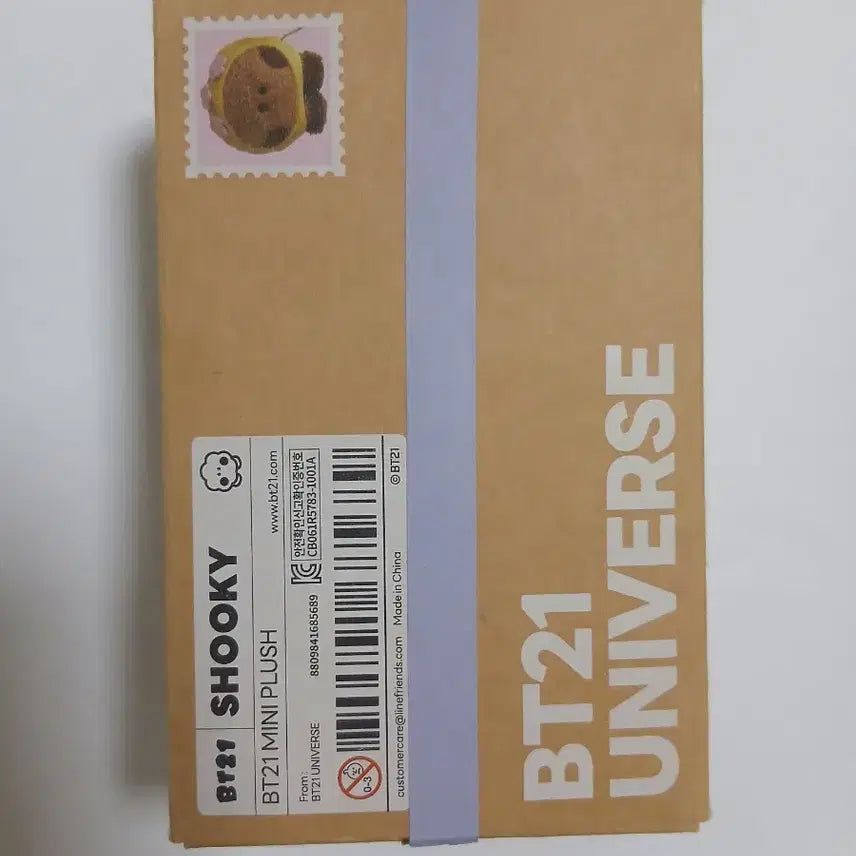 BT21 SHOOKY
BT21 MINI PLUSH
www.bt21.com
From:
BT21 UNIVERSE
8809841685689
안전확인신고확인증번호
CB061R5783-1001A
0-3
customercare@linefriends.com Made in China ©BT21
BT21
UNIVERSE